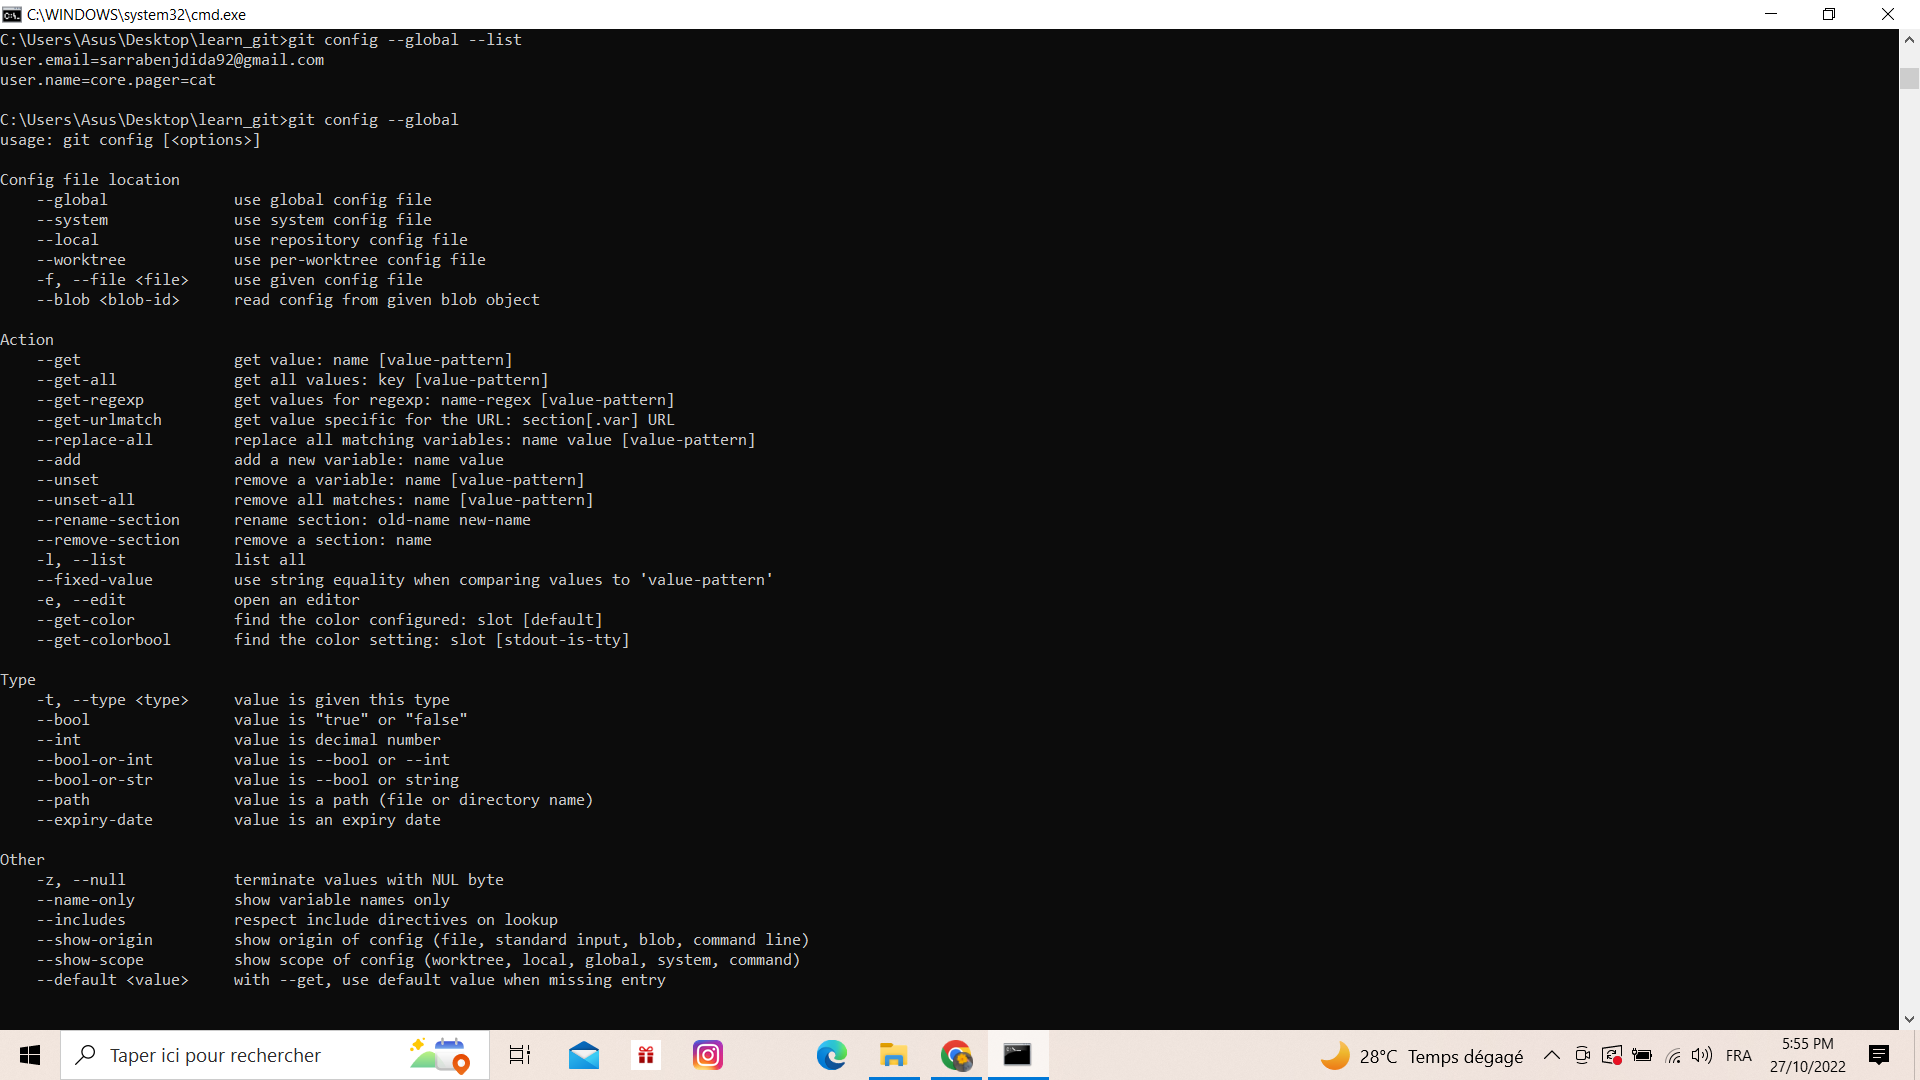 C:\WINDOWS\system32\cmd.exe
C:\Users\Asus\Desktop\learn_git>git config --global --list
user.email=sarrabenjdida92@gmail.com
user.name=core.pager=cat
C:\Users\Asus\Desktop\learn_git>git config --global
usage: git config [<options>]
Config file location
--global use global config file
--system use system config file
--local use repository config file
--worktree use per-worktree config file
-f, --file <file> use given config file
--blob <blob-id> read config from given blob object
Action
--get get value: name [value-pattern]
--get-all get all values: key [value-pattern]
--get-regexp get values for regexp: name-regex [value-pattern]
--get-urlmatch get value specific for the URL: section[.var] URL
--replace-all replace all matching variables: name value [value-pattern]
--add add a new variable: name value
--unset remove a variable: name [value-pattern]
--unset-all remove all matches: name [value-pattern]
--rename-section rename section: old-name new-name
--remove-section remove a section: name
-l, --list list all
--fixed-value use string equality when comparing values to 'value-pattern'
-e, --edit open an editor
--get-color find the color configured: slot [default]
--get-colorbool find the color setting: slot [stdout-is-tty]
Type
-t, --type <type> value is given this type
--bool value is "true" or "false"
--int value is decimal number
--bool-or-int value is --bool or --int
--bool-or-str value is --bool or string
--path value is a path (file or directory name)
--expiry-date value is an expiry date
Other
-z, --null terminate values with NUL byte
--name-only show variable names only
--includes respect include directives on lookup
--show-origin show origin of config (file, standard input, blob, command line)
--show-scope show scope of config (worktree, local, global, system, command)
--default <value> with --get, use default value when missing entry
Taper ici pour rechercher
28°C Temps dégagé
FRA
5:55 PM
27/10/2022